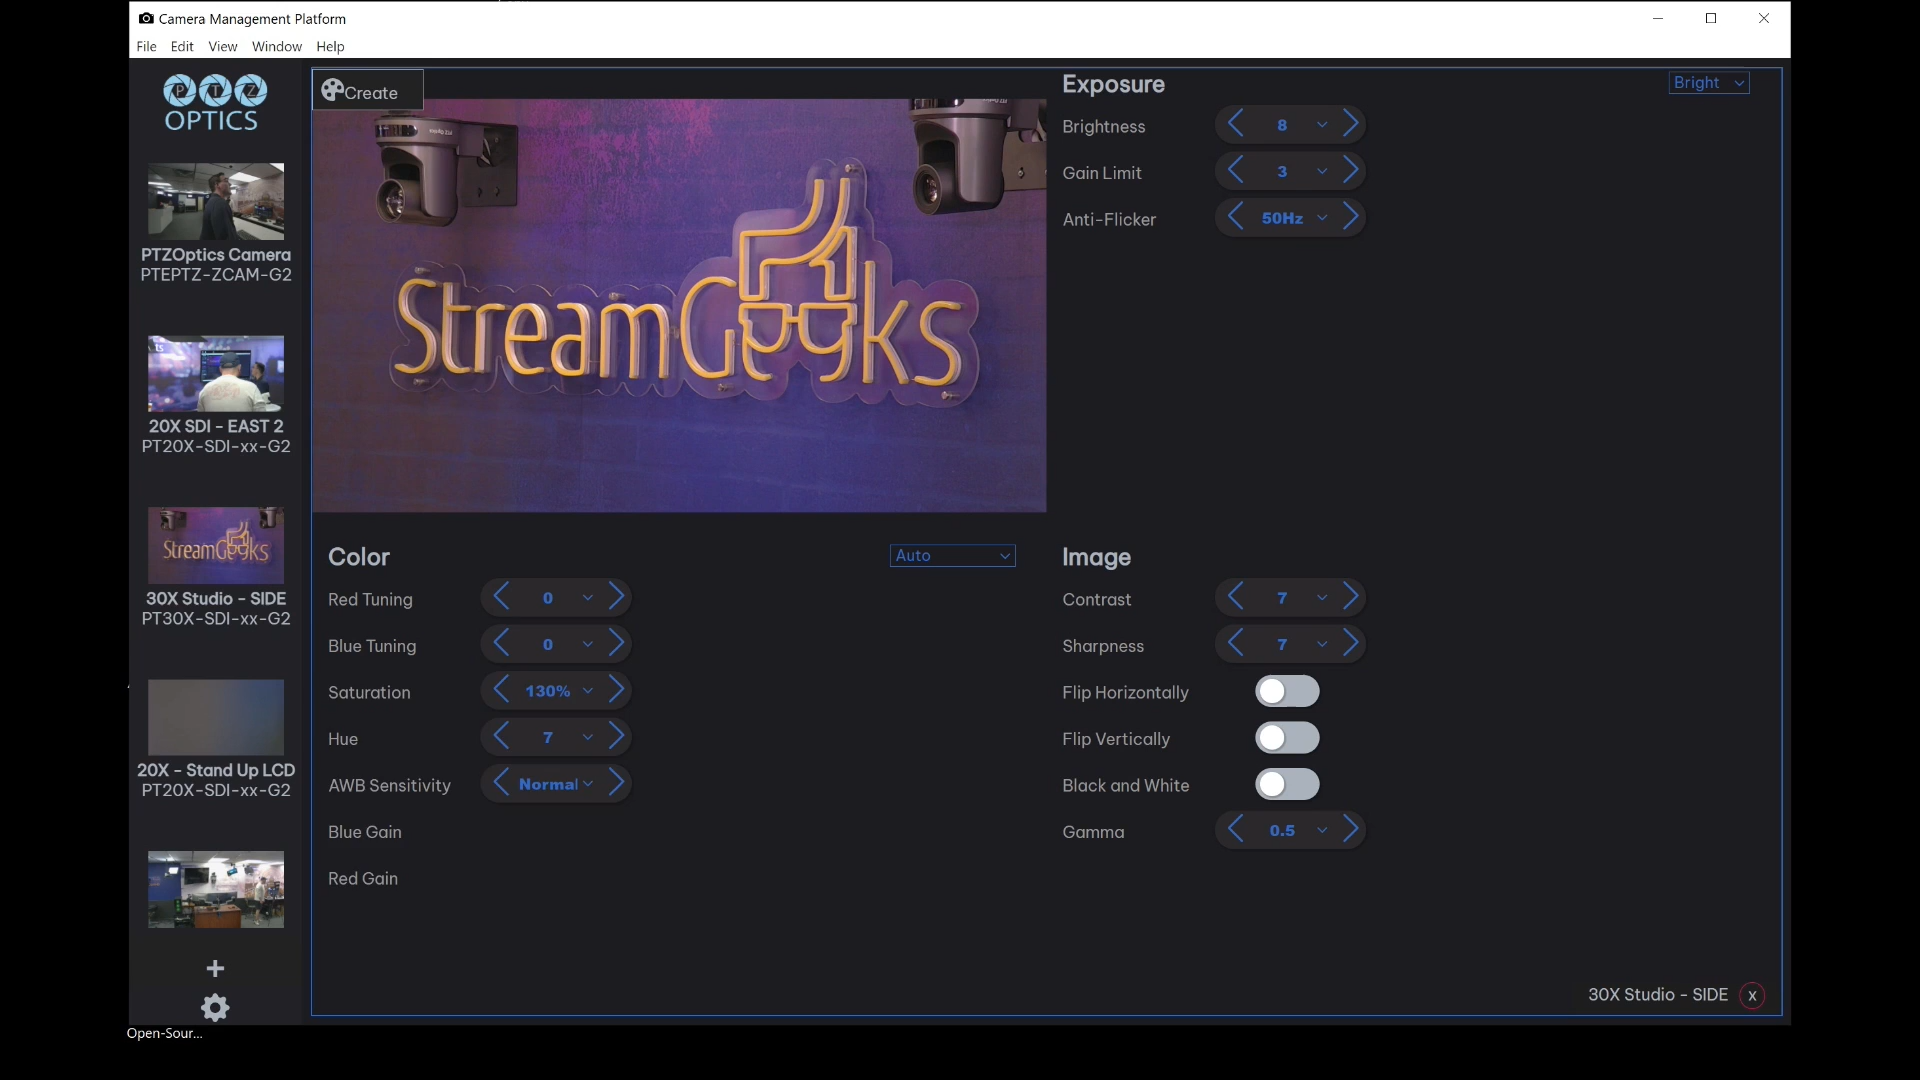 Camera Management Platform
File Edit View Window Help
PTZ
OPTICS
PTZOptics Camera
PTEPTZ-ZCAM-G2
20X SDI - EAST 2
PT20X-SDI-xx-G2
StreamGeeks
30X Studio - SIDE
PT30X-SDI-xx-G2
20X - Stand Up LCD
PT20X-SDI-xx-G2
Open-Sour...
Create
StreamGeeks
Exposure
Bright
Brightness 8
Gain Limit 3
Anti-Flicker 50Hz
Color
Auto
Red Tuning 0
Blue Tuning 0
Saturation 130%
Hue 7
AWB Sensitivity Normal
Blue Gain
Red Gain
Image
Contrast 7
Sharpness 7
Flip Horizontally
Flip Vertically
Black and White
Gamma 0.5
30X Studio - SIDE X